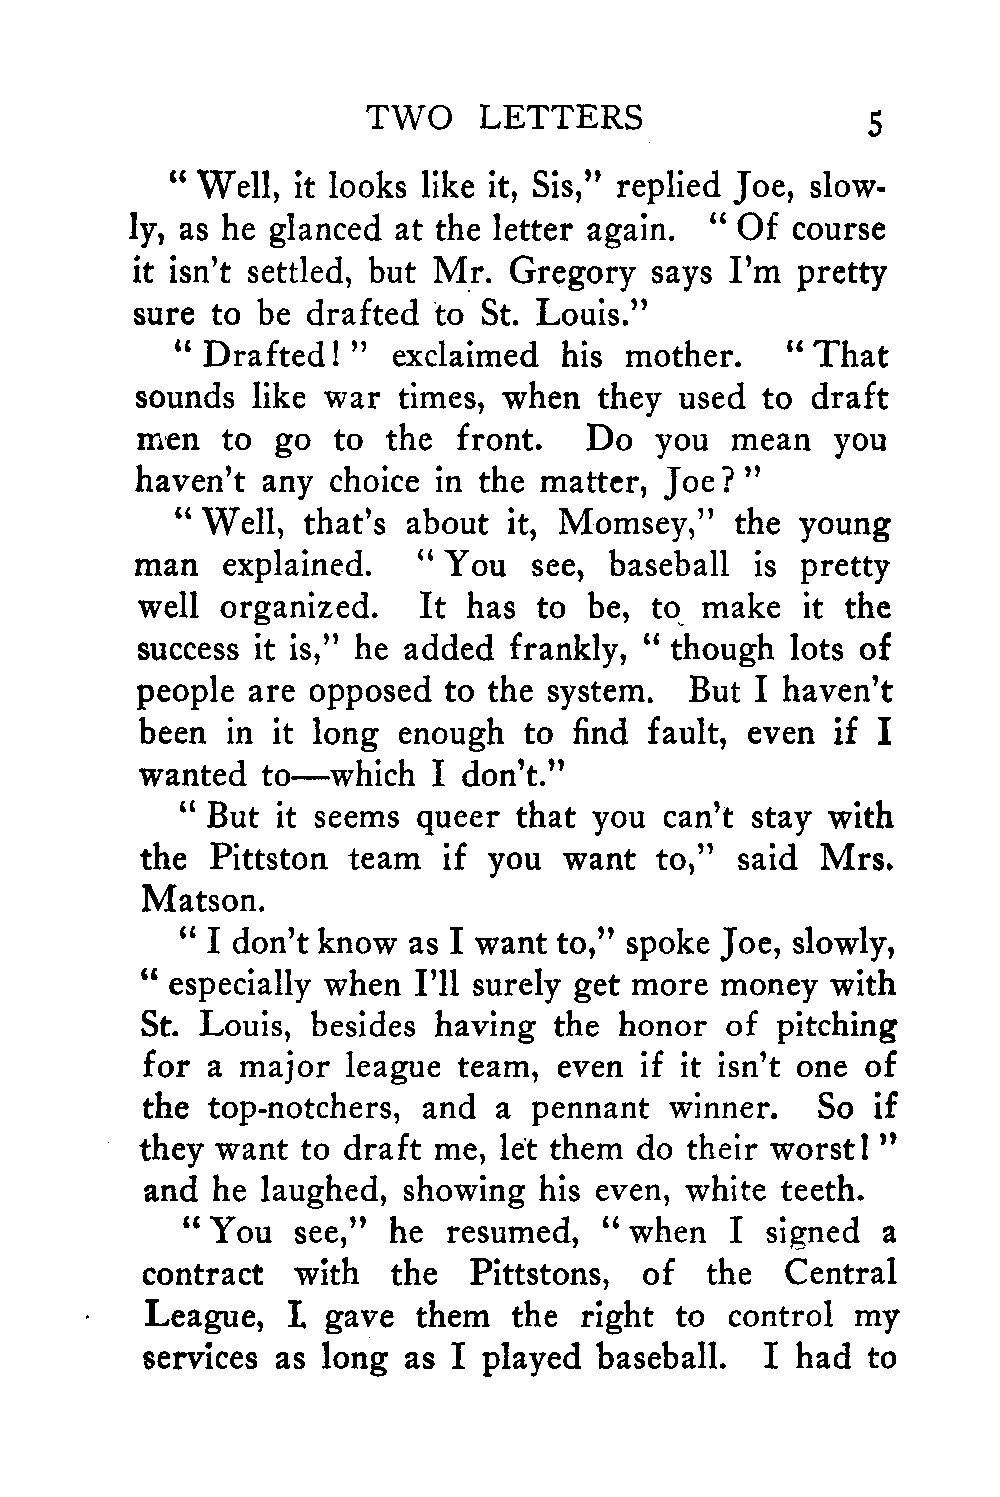 TWO LETTERS 5
" Well, it looks like it, Sis," replied Joe, slow-
ly, as he glanced at the letter again. " Of course
it isn't settled, but Mr. Gregory says I'm pretty
sure to be drafted to St. Louis."
" Drafted! " exclaimed his mother. " That
sounds like war times, when they used to draft
men to go to the front. Do you mean you
haven't any choice in the matter, Joe? "
" Well, that's about it, Momsey," the young
man explained. " You see, baseball is pretty
well organized. It has to be, to make it the
success it is," he added frankly, " though lots of
people are opposed to the system. But I haven't
been in it long enough to find fault, even if I
wanted to—which I don't."
" But it seems queer that you can't stay with
the Pittston team if you want to," said Mrs.
Matson.
" I don't know as I want to," spoke Joe, slowly,
" especially when I'll surely get more money with
St. Louis, besides having the honor of pitching
for a major league team, even if it isn't one of
the top-notchers, and a pennant winner. So if
they want to draft me, let them do their worst! "
and he laughed, showing his even, white teeth.
" You see," he resumed, " when I signed a
contract with the Pittstons, of the Central
League, I gave them the right to control my
services as long as I played baseball. I had to